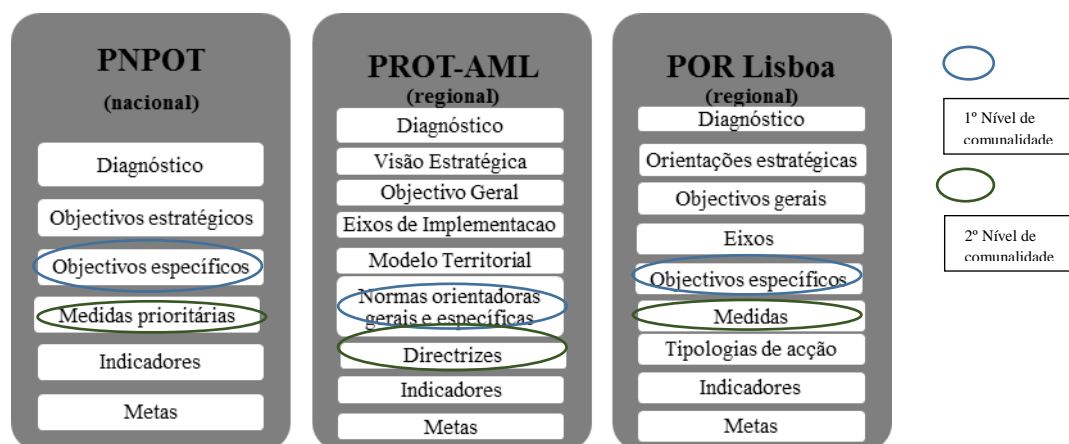 PNPOT
(nacional)
Diagnóstico
Objectivos estratégicos
Objectivos específicos
Medidas prioritárias
Indicadores
Metas
PROT-AML
(regional)
Diagnóstico
Visão Estratégica
Objectivo Geral
Eixos de Implementacao
Modelo Territorial
Normas orientadoras
gerais e específicas
Directrizes
Indicadores
Metas
POR Lisboa
(regional)
Diagnóstico
Orientações estratégicas
Objectivos gerais
Eixos
Objectivos específicos
Medidas
Tipologias de acção
Indicadores
Metas
1º Nível de
comunalidade
2º Nível de
comunalidade